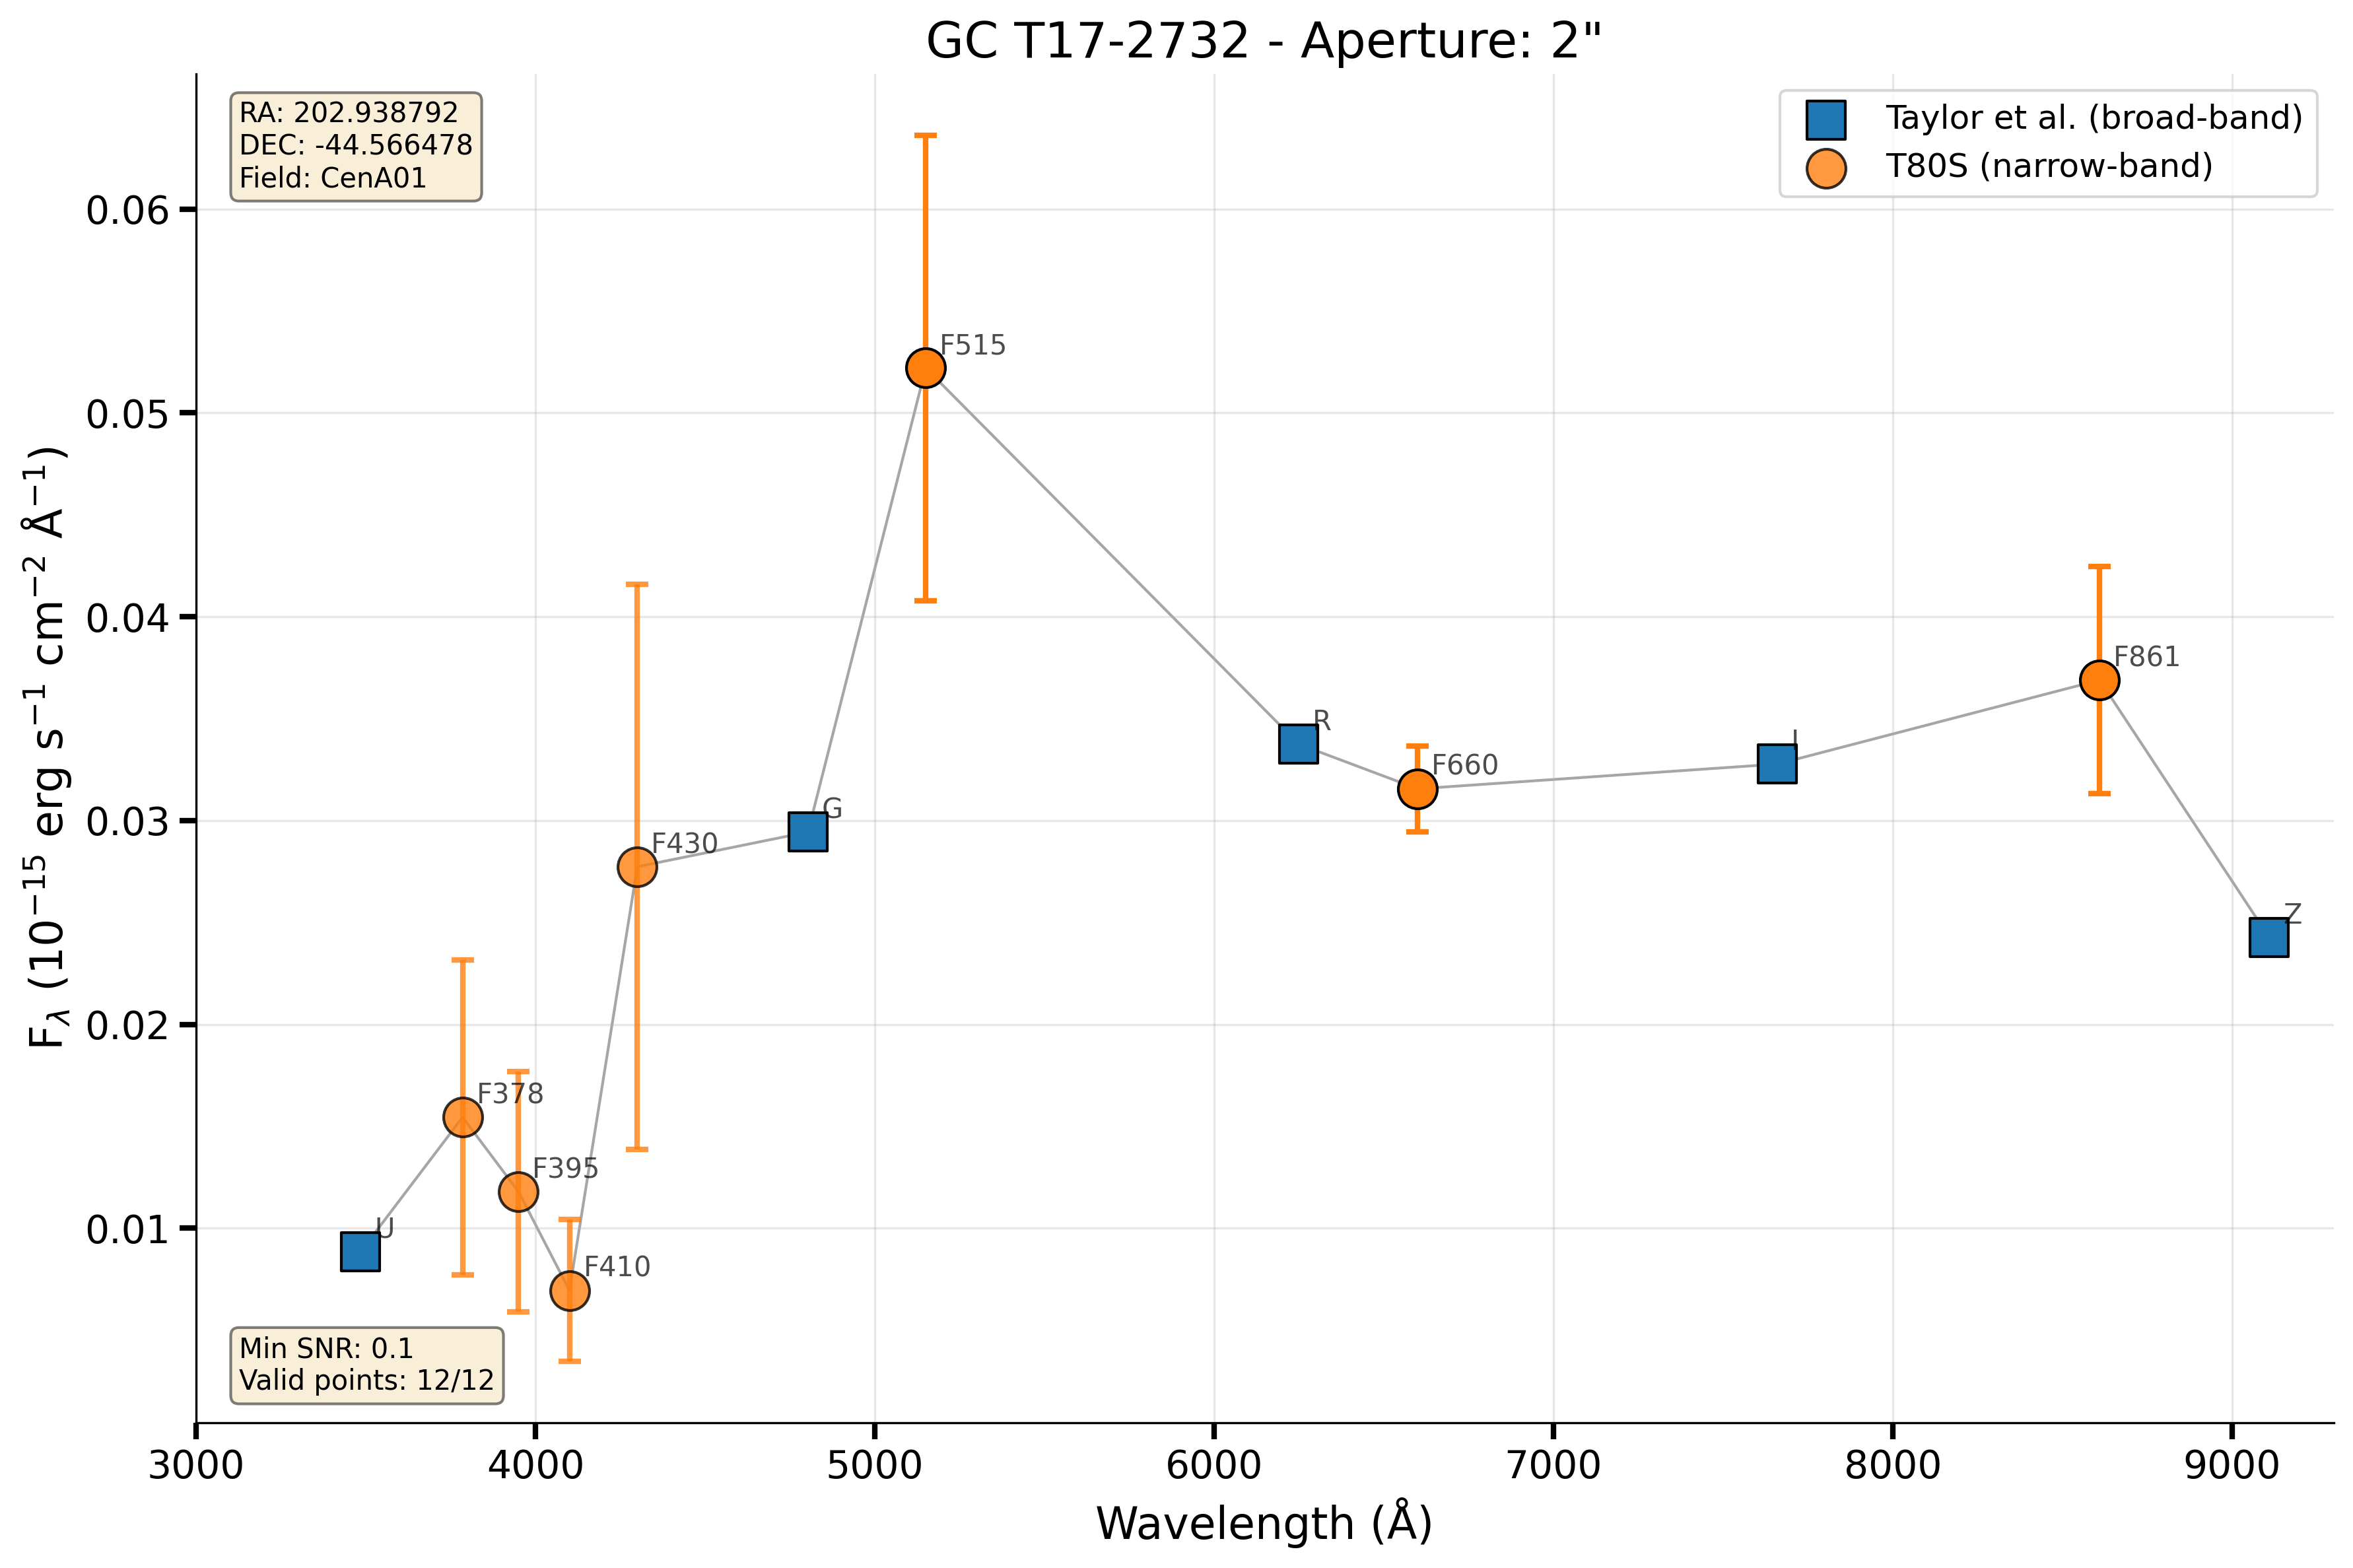 GC T17-2732 - Aperture: 2"
RA: 202.938792
DEC: -44.566478
Field: CenA01
Taylor et al. (broad-band)
T80S (narrow-band)
F_λ (10⁻¹⁵ erg s⁻¹ cm⁻² Å⁻¹)
0.06
0.05
0.04
0.03
0.02
0.01
U
F378
F395
F410
F430
G
F515
R
F660
I
F861
Z
Min SNR: 0.1
Valid points: 12/12
3000 4000 5000 6000 7000 8000 9000
Wavelength (Å)